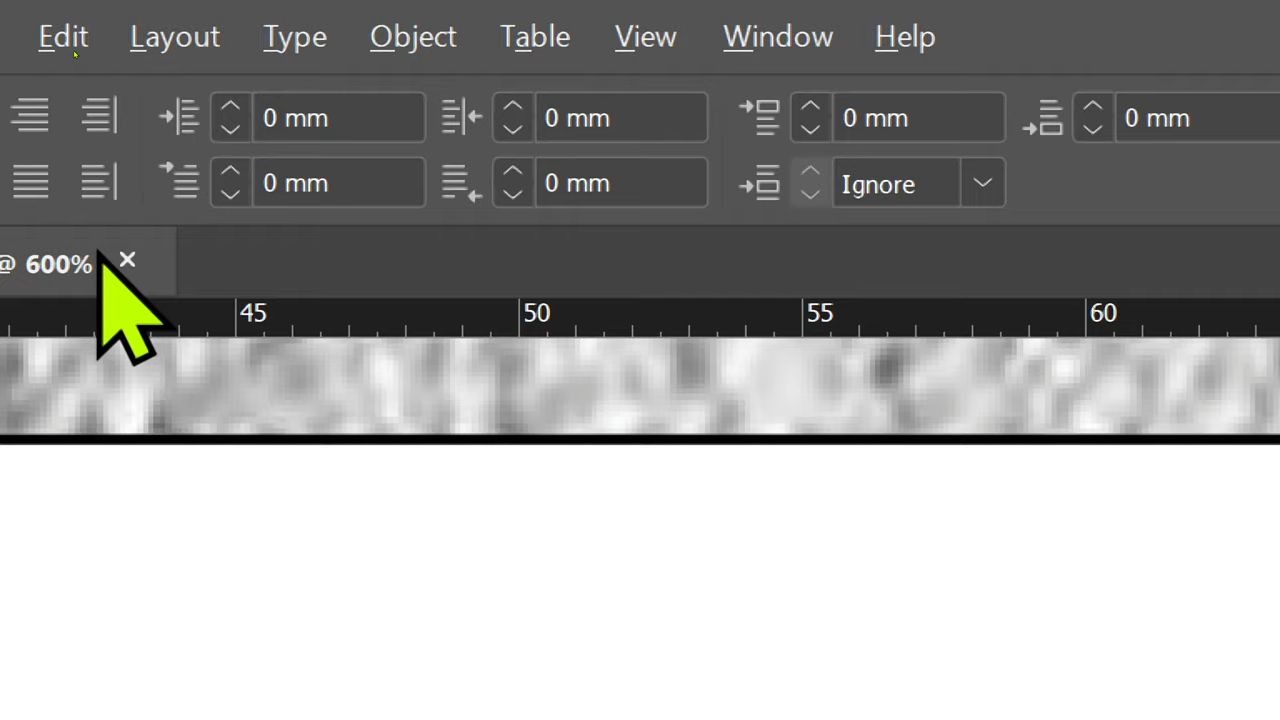 Edit Layout Type Object Table View Window Help
0 mm 0 mm 0 mm 0 mm
0 mm 0 mm Ignore
@ 600% ×
45 50 55 60